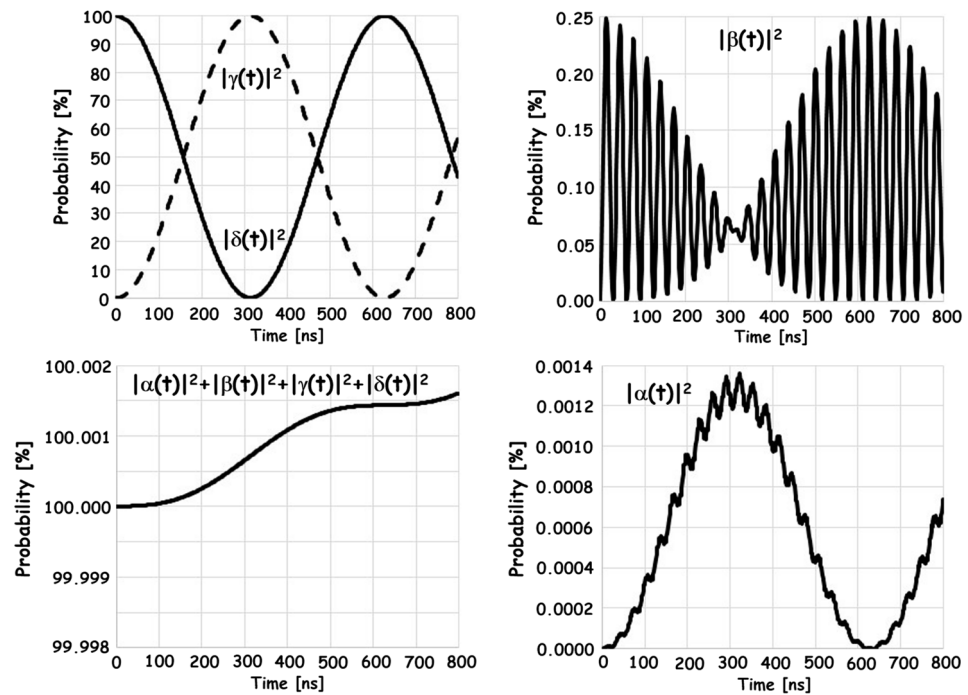 100
90
80
70
60
50
40
30
20
10
0
Probability [%]
|γ(t)|²
|δ(t)|²
0 100 200 300 400 500 600 700 800
Time [ns]
0.25
0.20
0.15
0.10
0.05
0.00
Probability [%]
|β(t)|²
0 100 200 300 400 500 600 700 800
Time [ns]
100.002
100.001
100.000
99.999
99.998
Probability [%]
|α(t)|²+|β(t)|²+|γ(t)|²+|δ(t)|²
0 100 200 300 400 500 600 700 800
Time [ns]
0.0014
0.0012
0.0010
0.0008
0.0006
0.0004
0.0002
0.0000
Probability [%]
|α(t)|²
0 100 200 300 400 500 600 700 800
Time [ns]